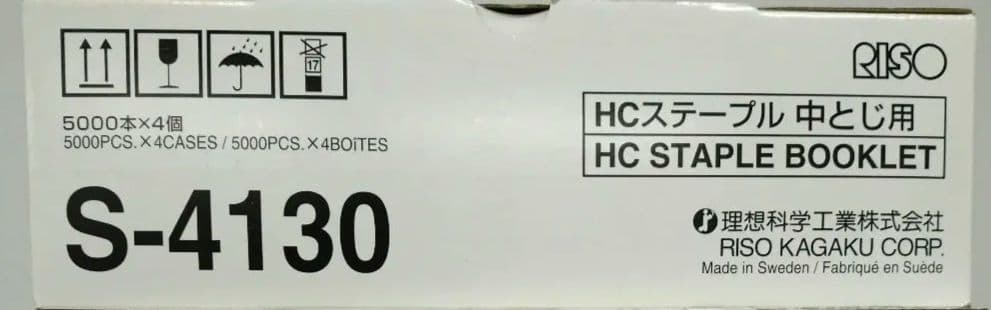 17
5000本×4個
5000PCS.×4CASES / 5000PCS.×4BOîTES
S-4130
RISO
HCステープル 中とじ用
HC STAPLE BOOKLET
理想科学工業株式会社
RISO KAGAKU CORP.
Made in Sweden / Fabriqué en Suède